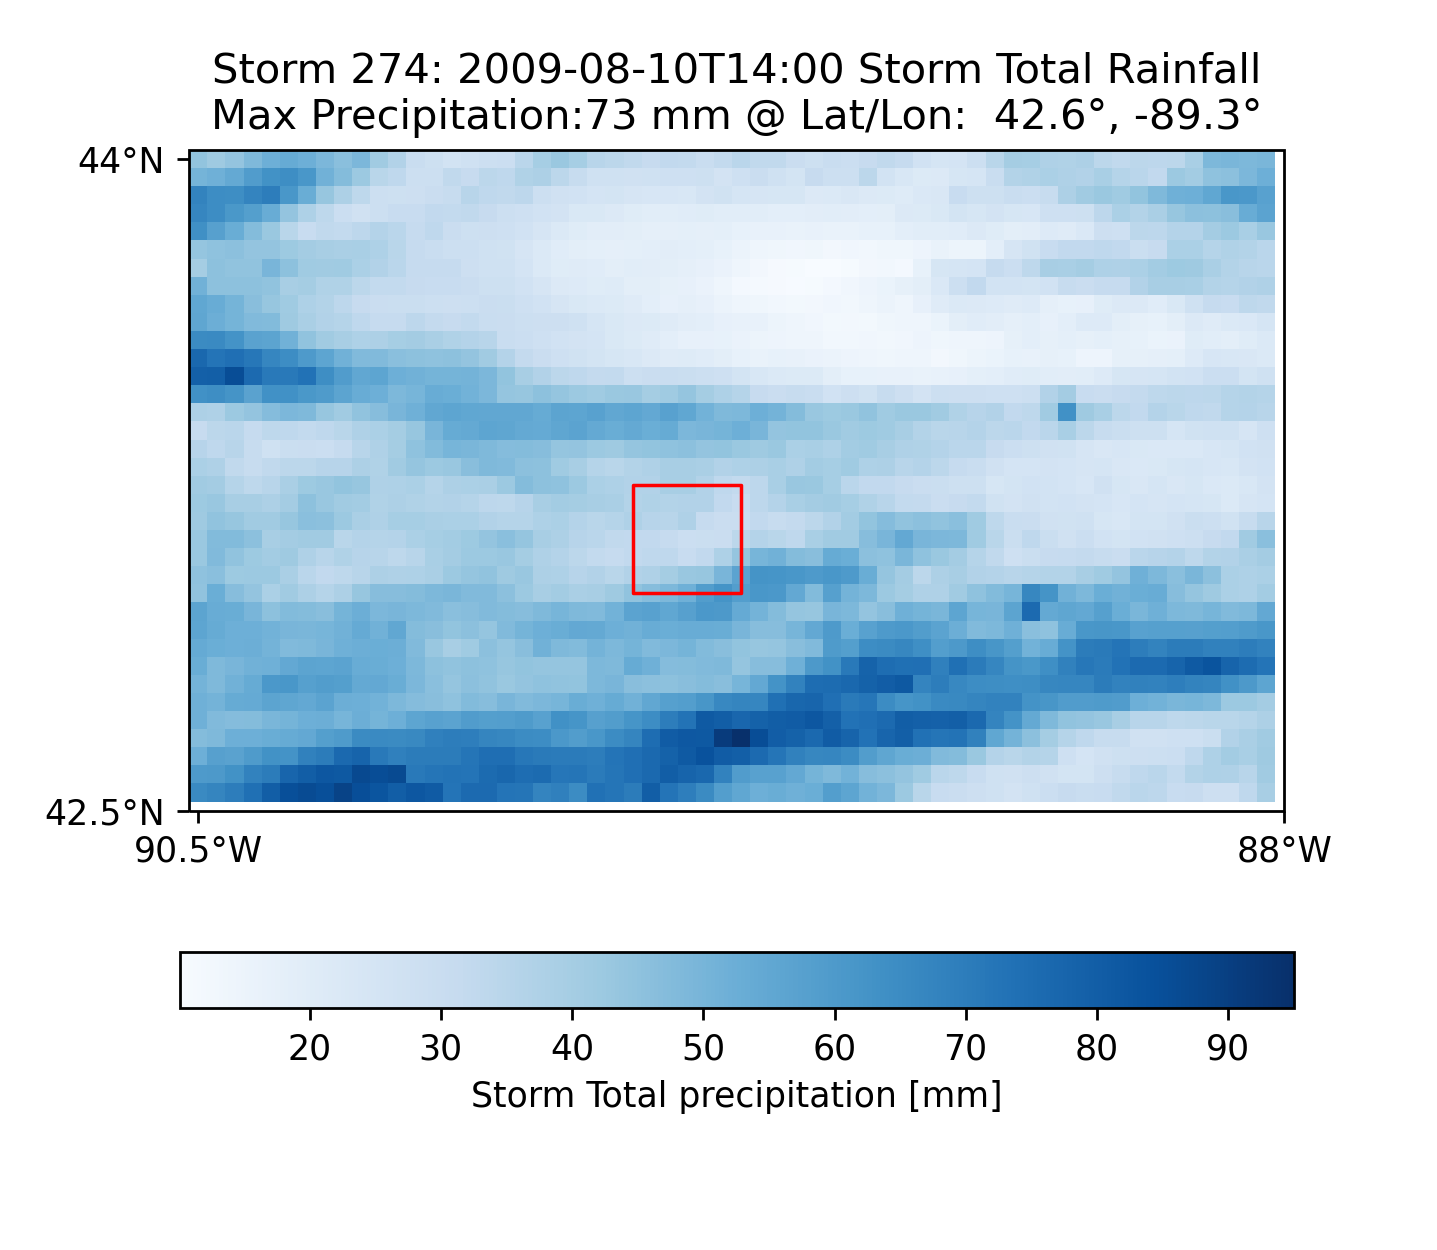 Storm 274: 2009-08-10T14:00 Storm Total Rainfall
Max Precipitation:73 mm @ Lat/Lon:  42.6°, -89.3°
44°N
42.5°N
90.5°W 88°W
20 30 40 50 60 70 80 90
Storm Total precipitation [mm]